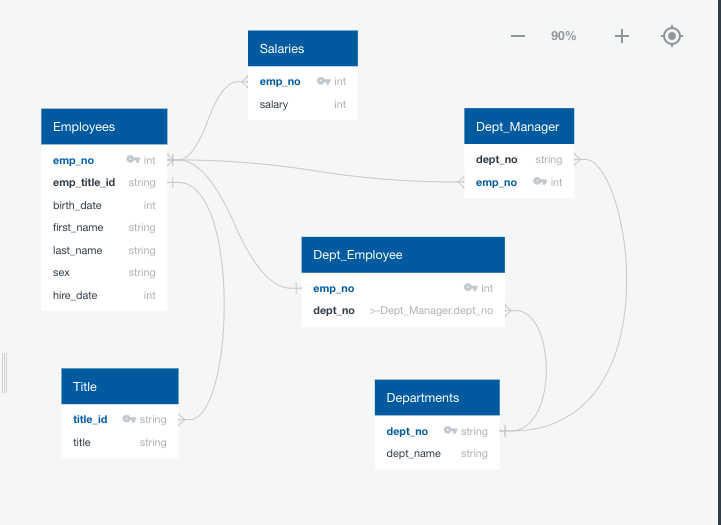 90%
Salaries
emp_no int
salary int
Employees
emp_no int
emp_title_id string
birth_date int
first_name string
last_name string
sex string
hire_date int
Dept_Manager
dept_no string
emp_no int
Dept_Employee
emp_no int
dept_no >-Dept_Manager.dept_no
Title
title_id string
title string
Departments
dept_no string
dept_name string